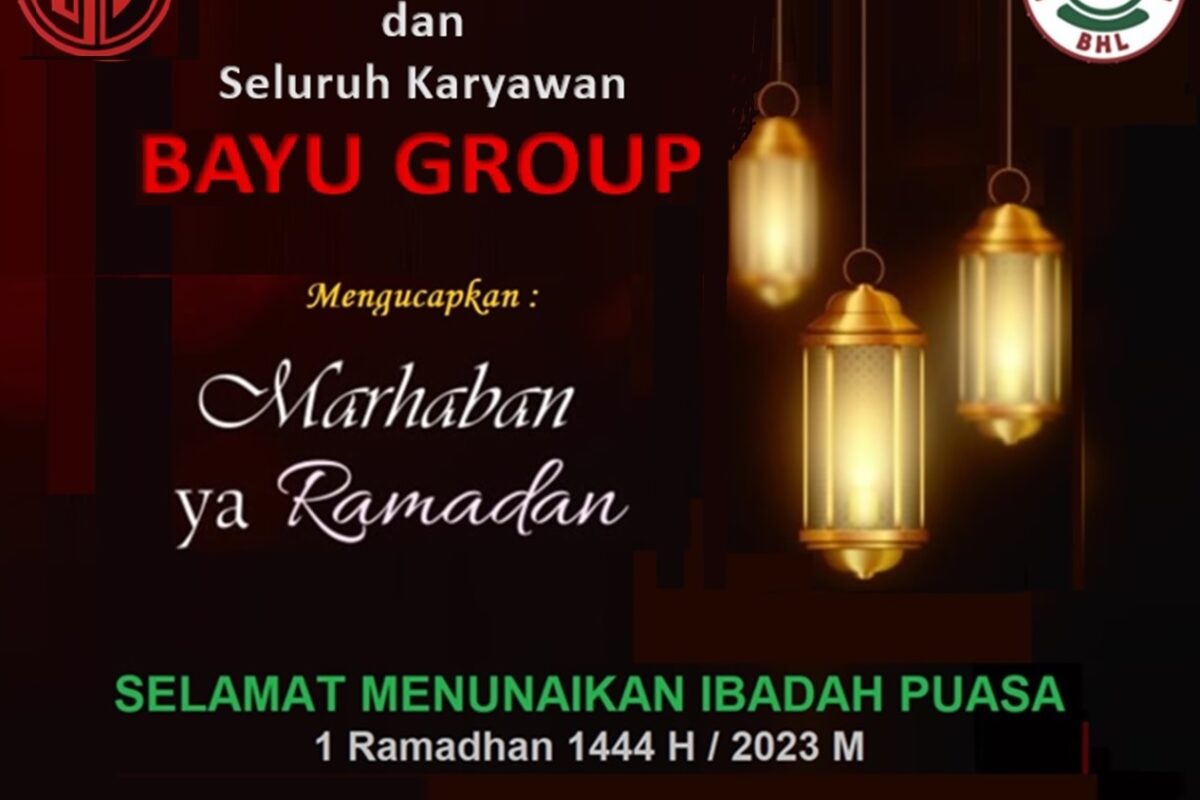 dan
Seluruh Karyawan
BAYU GROUP
Mengucapkan :
Marhaban
ya Ramadan
SELAMAT MENUNAIKAN IBADAH PUASA
1 Ramadhan 1444 H / 2023 M
BHL